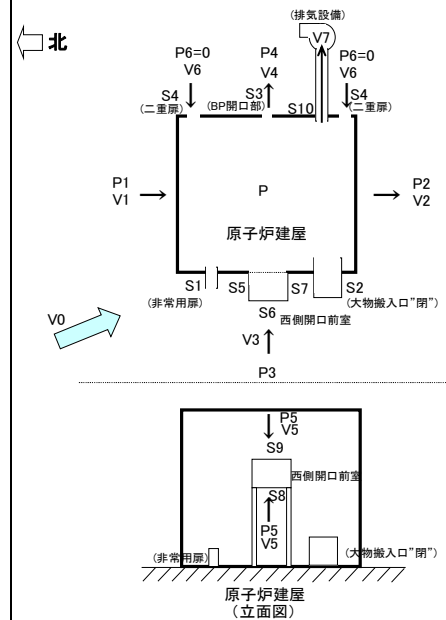 北
(排気設備)
V7
P6=0
V6
P4
V4
P6=0
V6
S4
(二重扉)
S3
(BP開口部)
S10
S4
(二重扉)
P1
V1
P
P2
V2
原子炉建屋
S1
S5
S7
S2
(非常用扉)
S6
(大物搬入口"閉")
西側開口前室
V0
V3
P3
P5
V5
S9
西側開口前室
S8
P5
V5
(非常用扉)
(大物搬入口"閉")
原子炉建屋
(立面図)